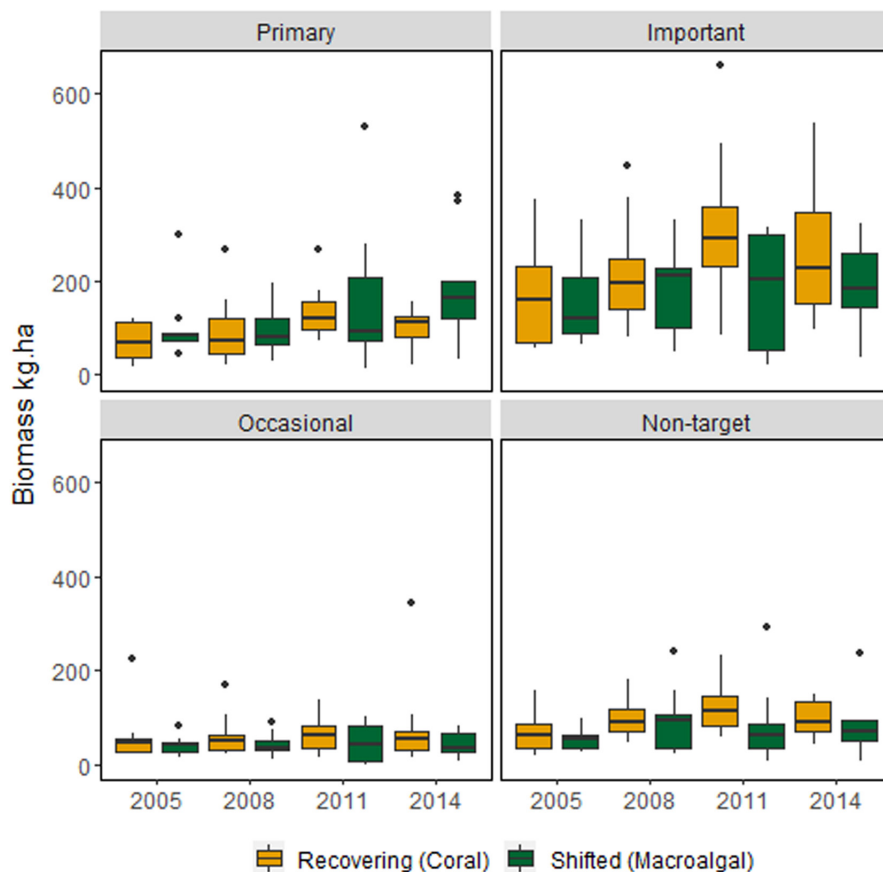 Primary Important
Biomass kg.ha
600
400
200
0
Occasional Non-target
600
400
200
0
2005 2008 2011 2014 2005 2008 2011 2014
Recovering (Coral) Shifted (Macroalgal)